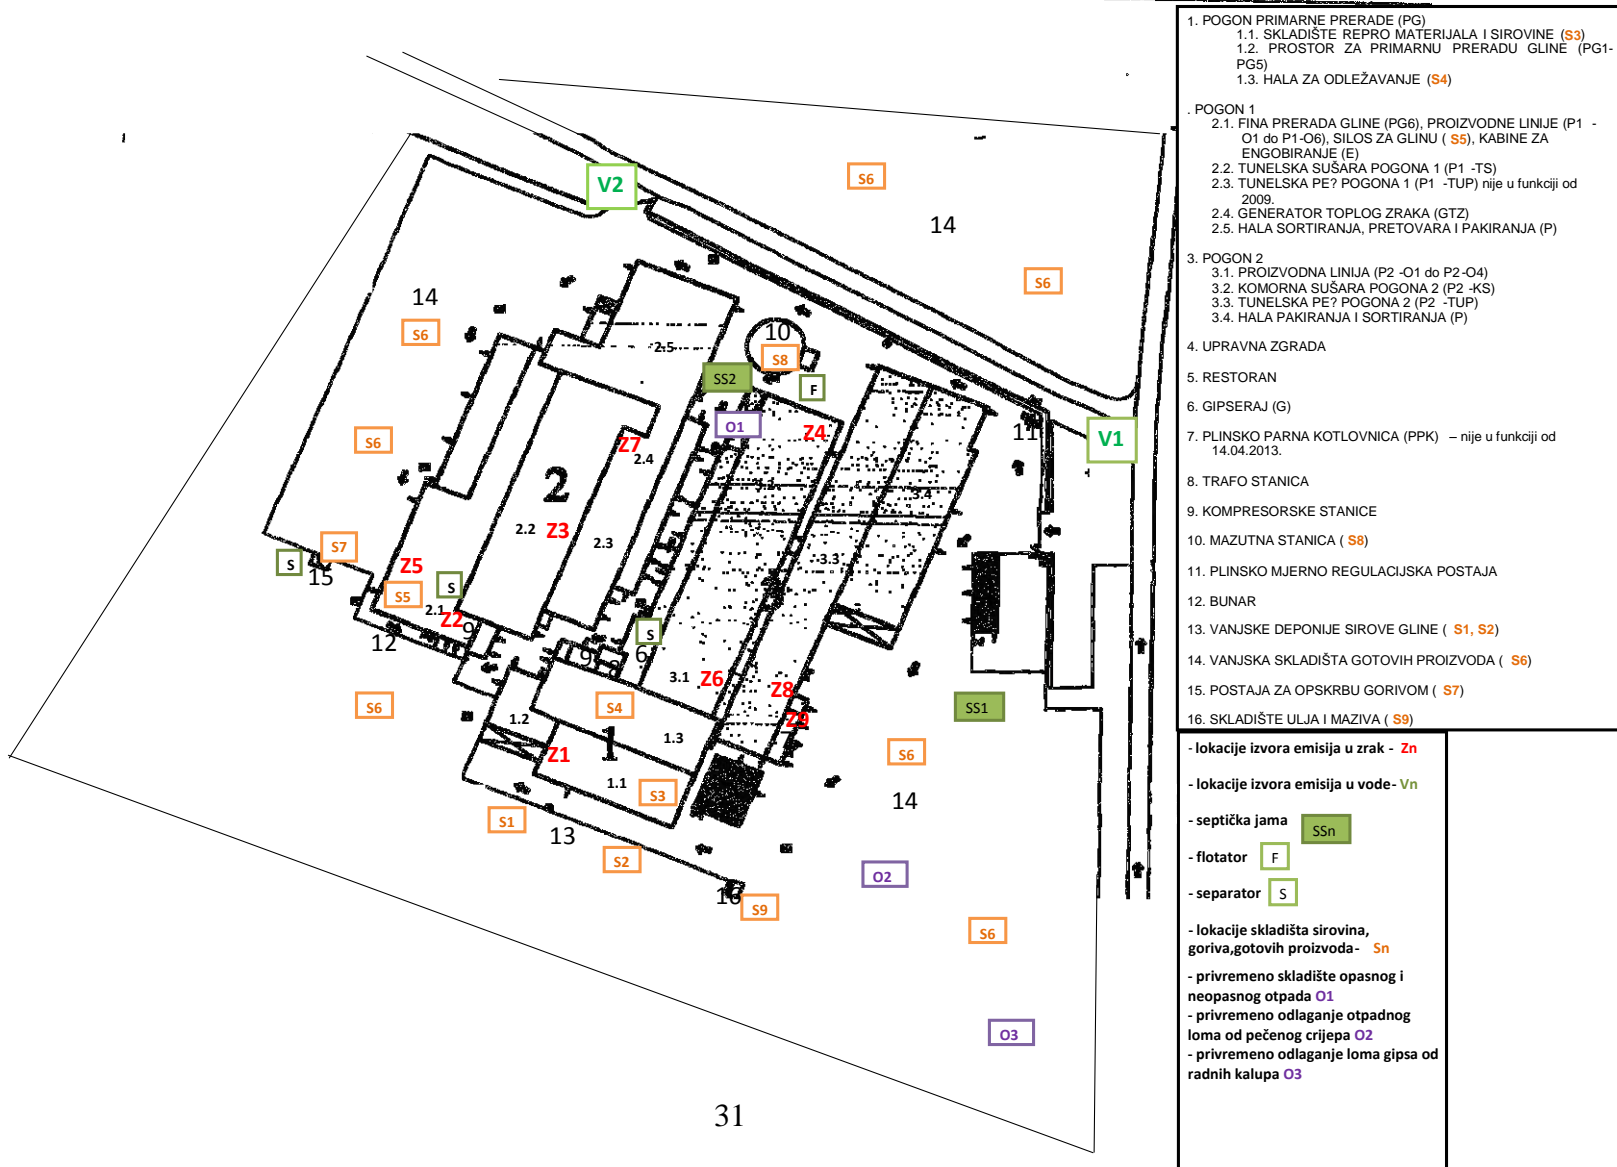 1. POGON PRIMARNE PRERADE (PG)
1.1. SKLADIŠTE REPRO MATERIJALA I SIROVINE (S3)
1.2. PROSTOR ZA PRIMARNU PRERADU GLINE (PG1-
PG5)
1.3. HALA ZA ODLEŽAVANJE (S4)
. POGON 1
2.1. FINA PRERADA GLINE (PG6), PROIZVODNE LINIJE (P1 -
O1 do P1-O6), SILOS ZA GLINU ( S5), KABINE ZA
ENGOBIRANJE (E)
2.2. TUNELSKA SUŠARA POGONA 1 (P1 -TS)
2.3. TUNELSKA PE? POGONA 1 (P1 -TUP) nije u funkciji od
2009.
2.4. GENERATOR TOPLOG ZRAKA (GTZ)
2.5. HALA SORTIRANJA, PRETOVARA I PAKIRANJA (P)
3. POGON 2
3.1. PROIZVODNA LINIJA (P2 -O1 do P2-O4)
3.2. KOMORNA SUŠARA POGONA 2 (P2 -KS)
3.3. TUNELSKA PE? POGONA 2 (P2 -TUP)
3.4. HALA PAKIRANJA I SORTIRANJA (P)
4. UPRAVNA ZGRADA
5. RESTORAN
6. GIPSERAJ (G)
7. PLINSKO PARNA KOTLOVNICA (PPK) – nije u funkciji od
14.04.2013.
8. TRAFO STANICA
9. KOMPRESORSKE STANICE
10. MAZUTNA STANICA ( S8)
11. PLINSKO MJERNO REGULACIJSKA POSTAJA
12. BUNAR
13. VANJSKE DEPONIJE SIROVE GLINE ( S1, S2)
14. VANJSKA SKLADIŠTA GOTOVIH PROIZVODA ( S6)
15. POSTAJA ZA OPSKRBU GORIVOM ( S7)
16. SKLADIŠTE ULJA I MAZIVA ( S9)
- lokacije izvora emisija u zrak - Zn
- lokacije izvora emisija u vode- Vn
- septička jama SSn
- flotator F
- separator S
- lokacije skladišta sirovina,
goriva,gotovih proizvoda- Sn
- privremeno skladište opasnog i
neopasnog otpada O1
- privremeno odlaganje otpadnog
loma od pečenog crijepa O2
- privremeno odlaganje loma gipsa od
radnih kalupa O3
S6
V2
14
S6
14
S6
10
2.5
S8
SS2
F
O1
Z4
11
V1
S6
Z7
2.4
2
3.4
2.2
Z3
2.3
S7
S
15
Z5
S5
S
3.3
2.1
Z2
9
12
S
6
9
3.1
Z6
Z8
S6
S4
SS1
1.2
Z9
1
1.3
Z1
S6
1.1
S3
14
S1
13
S2
O2
16
S9
S6
O3
31